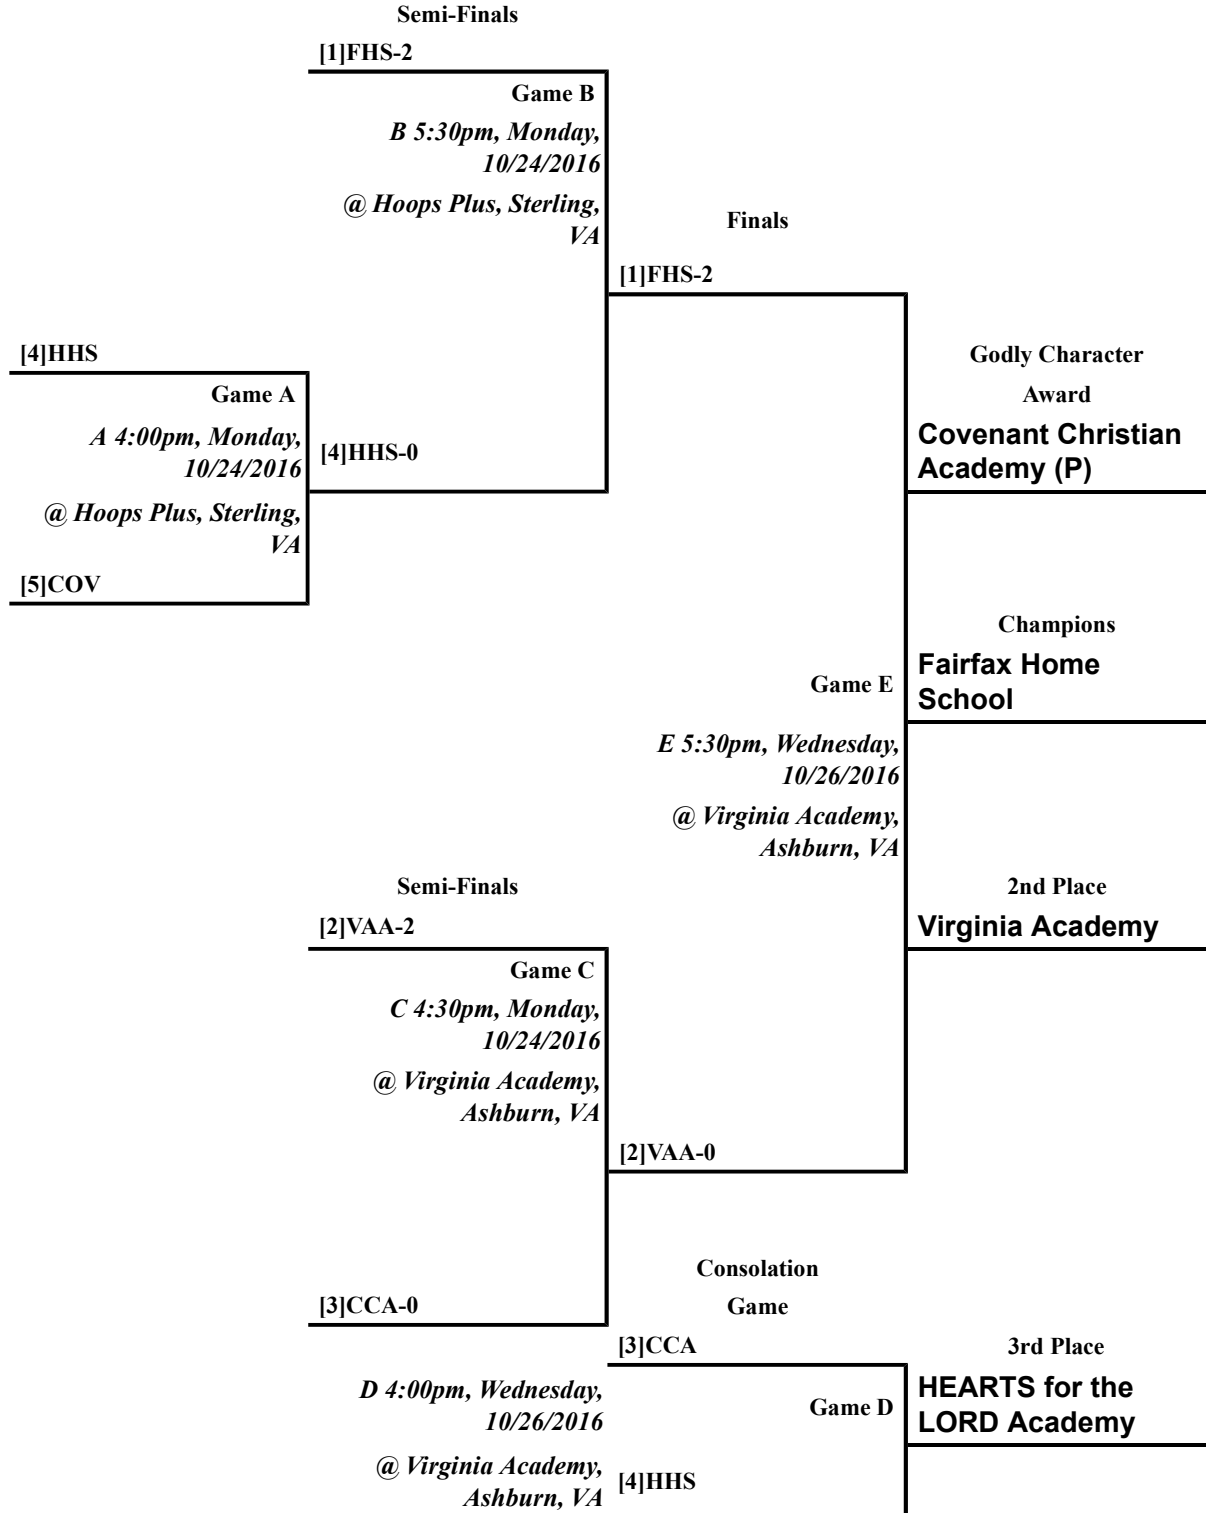 Semi-Finals
[1]FHS-2
Game B
B 5:30pm, Monday,
10/24/2016
@ Hoops Plus, Sterling,
VA
Finals
[1]FHS-2
[4]HHS
Game A
A 4:00pm, Monday,
10/24/2016
@ Hoops Plus, Sterling,
VA
[4]HHS-0
[5]COV
Godly Character
Award
Covenant Christian
Academy (P)
Champions
Fairfax Home
School
Game E
E 5:30pm, Wednesday,
10/26/2016
@ Virginia Academy,
Ashburn, VA
Semi-Finals
[2]VAA-2
2nd Place
Virginia Academy
Game C
C 4:30pm, Monday,
10/24/2016
@ Virginia Academy,
Ashburn, VA
[2]VAA-0
[3]CCA-0
Consolation
Game
[3]CCA
3rd Place
HEARTS for the
LORD Academy
D 4:00pm, Wednesday,
10/26/2016
Game D
@ Virginia Academy,
Ashburn, VA
[4]HHS